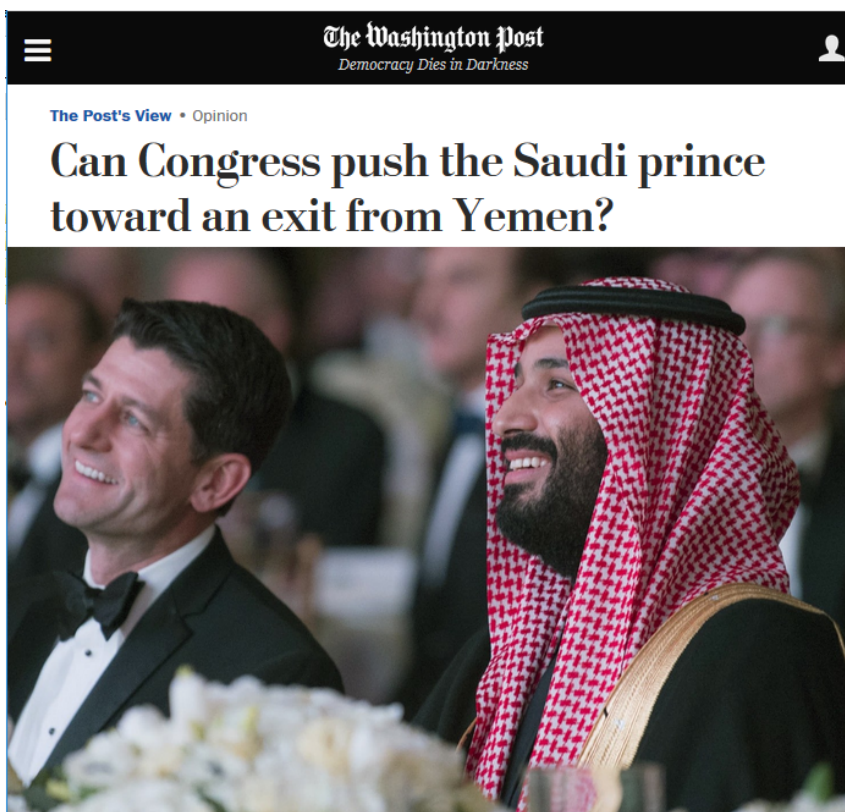 The Washington Post
Democracy Dies in Darkness
The Post's View • Opinion
Can Congress push the Saudi prince
toward an exit from Yemen?